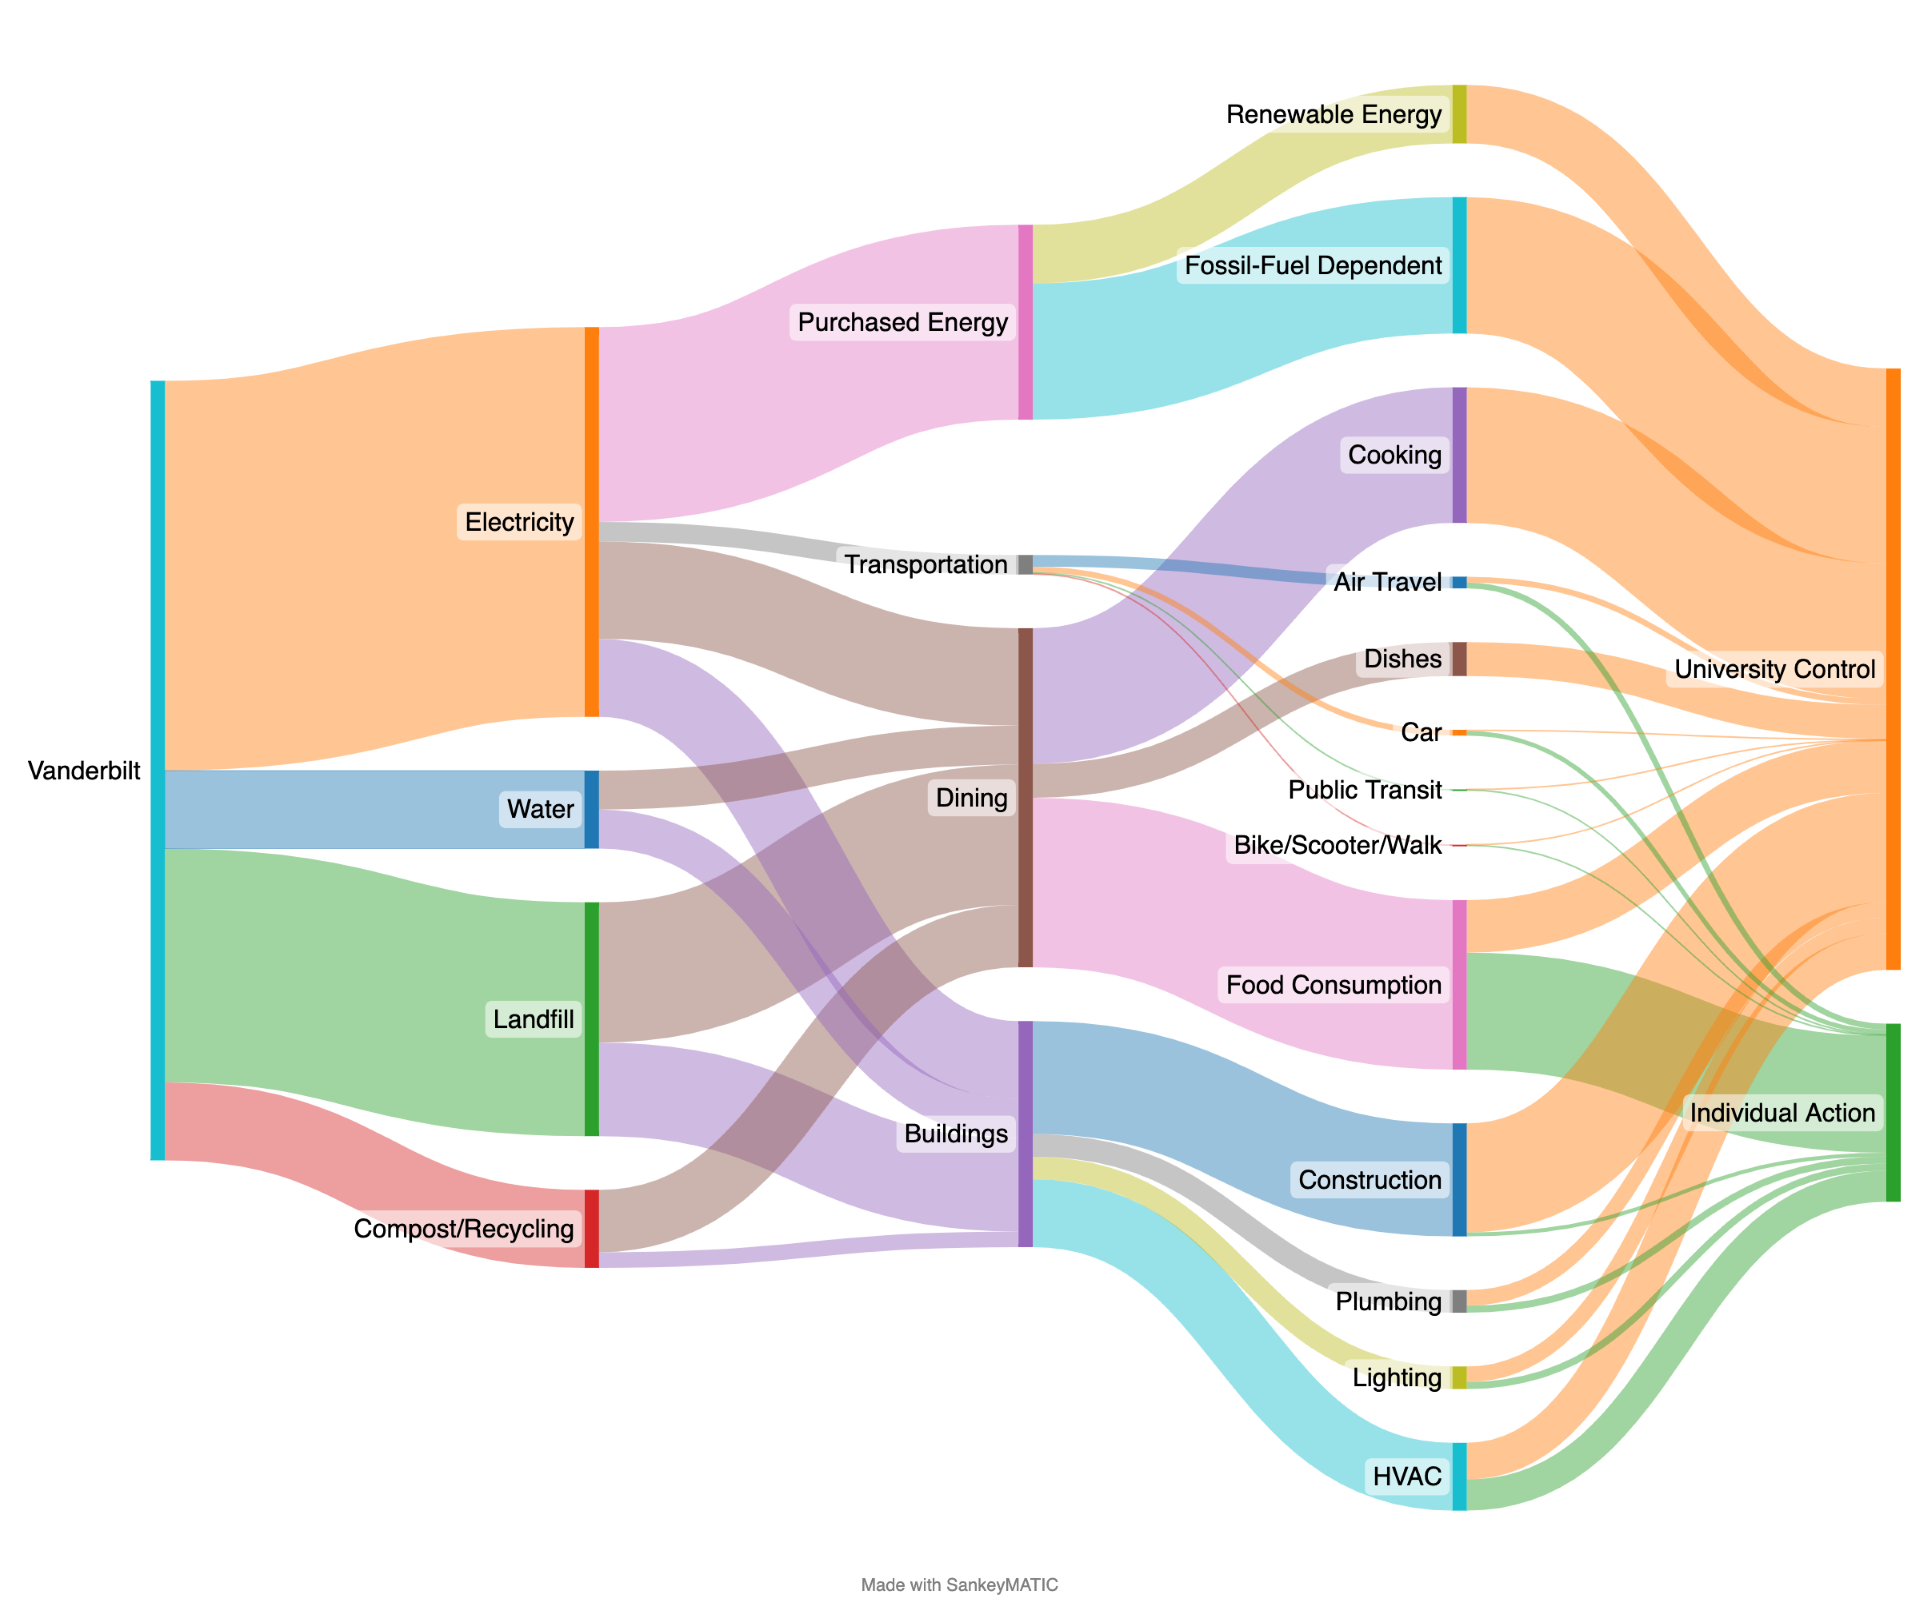 Renewable Energy
Fossil-Fuel Dependent
Purchased Energy
Cooking
Electricity
Transportation
Air Travel
Dishes
University Control
Car
Vanderbilt
Public Transit
Dining
Water
Bike/Scooter/Walk
Food Consumption
Landfill
Individual Action
Buildings
Construction
Compost/Recycling
Plumbing
Lighting
HVAC
Made with SankeyMATIC